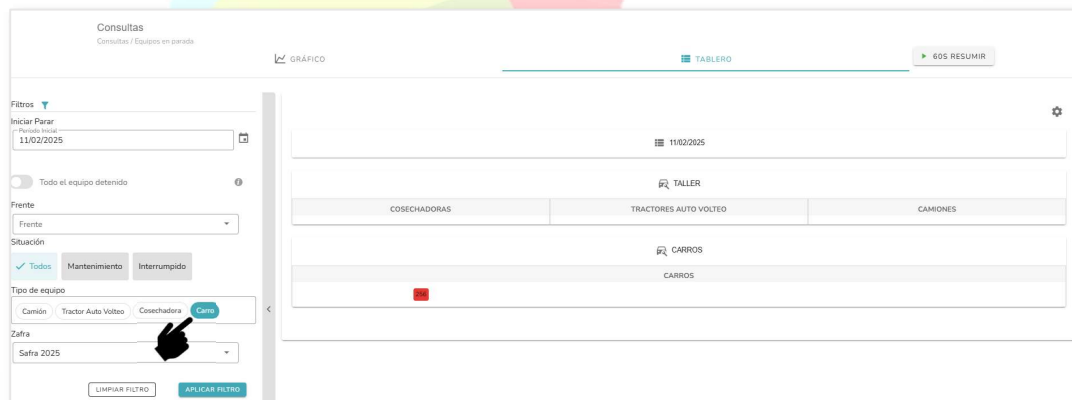 Consultas
Consultas / Equipos en parada
GRÁFICO
TABLERO
60S RESUMIR
Filtros
Iniciar Parar
Período Inicial
11/02/2025
Todo el equipo detenido
Frente
Frente
Situación
Todos Mantenimiento Interrumpido
Tipo de equipo
Camión Tractor Auto Volteo Cosechadora Carro
Zafra
Safra 2025
LIMPIAR FILTRO APLICAR FILTRO
11/02/2025
TALLER
COSECHADORAS TRACTORES AUTO VOLTEO CAMIONES
CARROS
CARROS